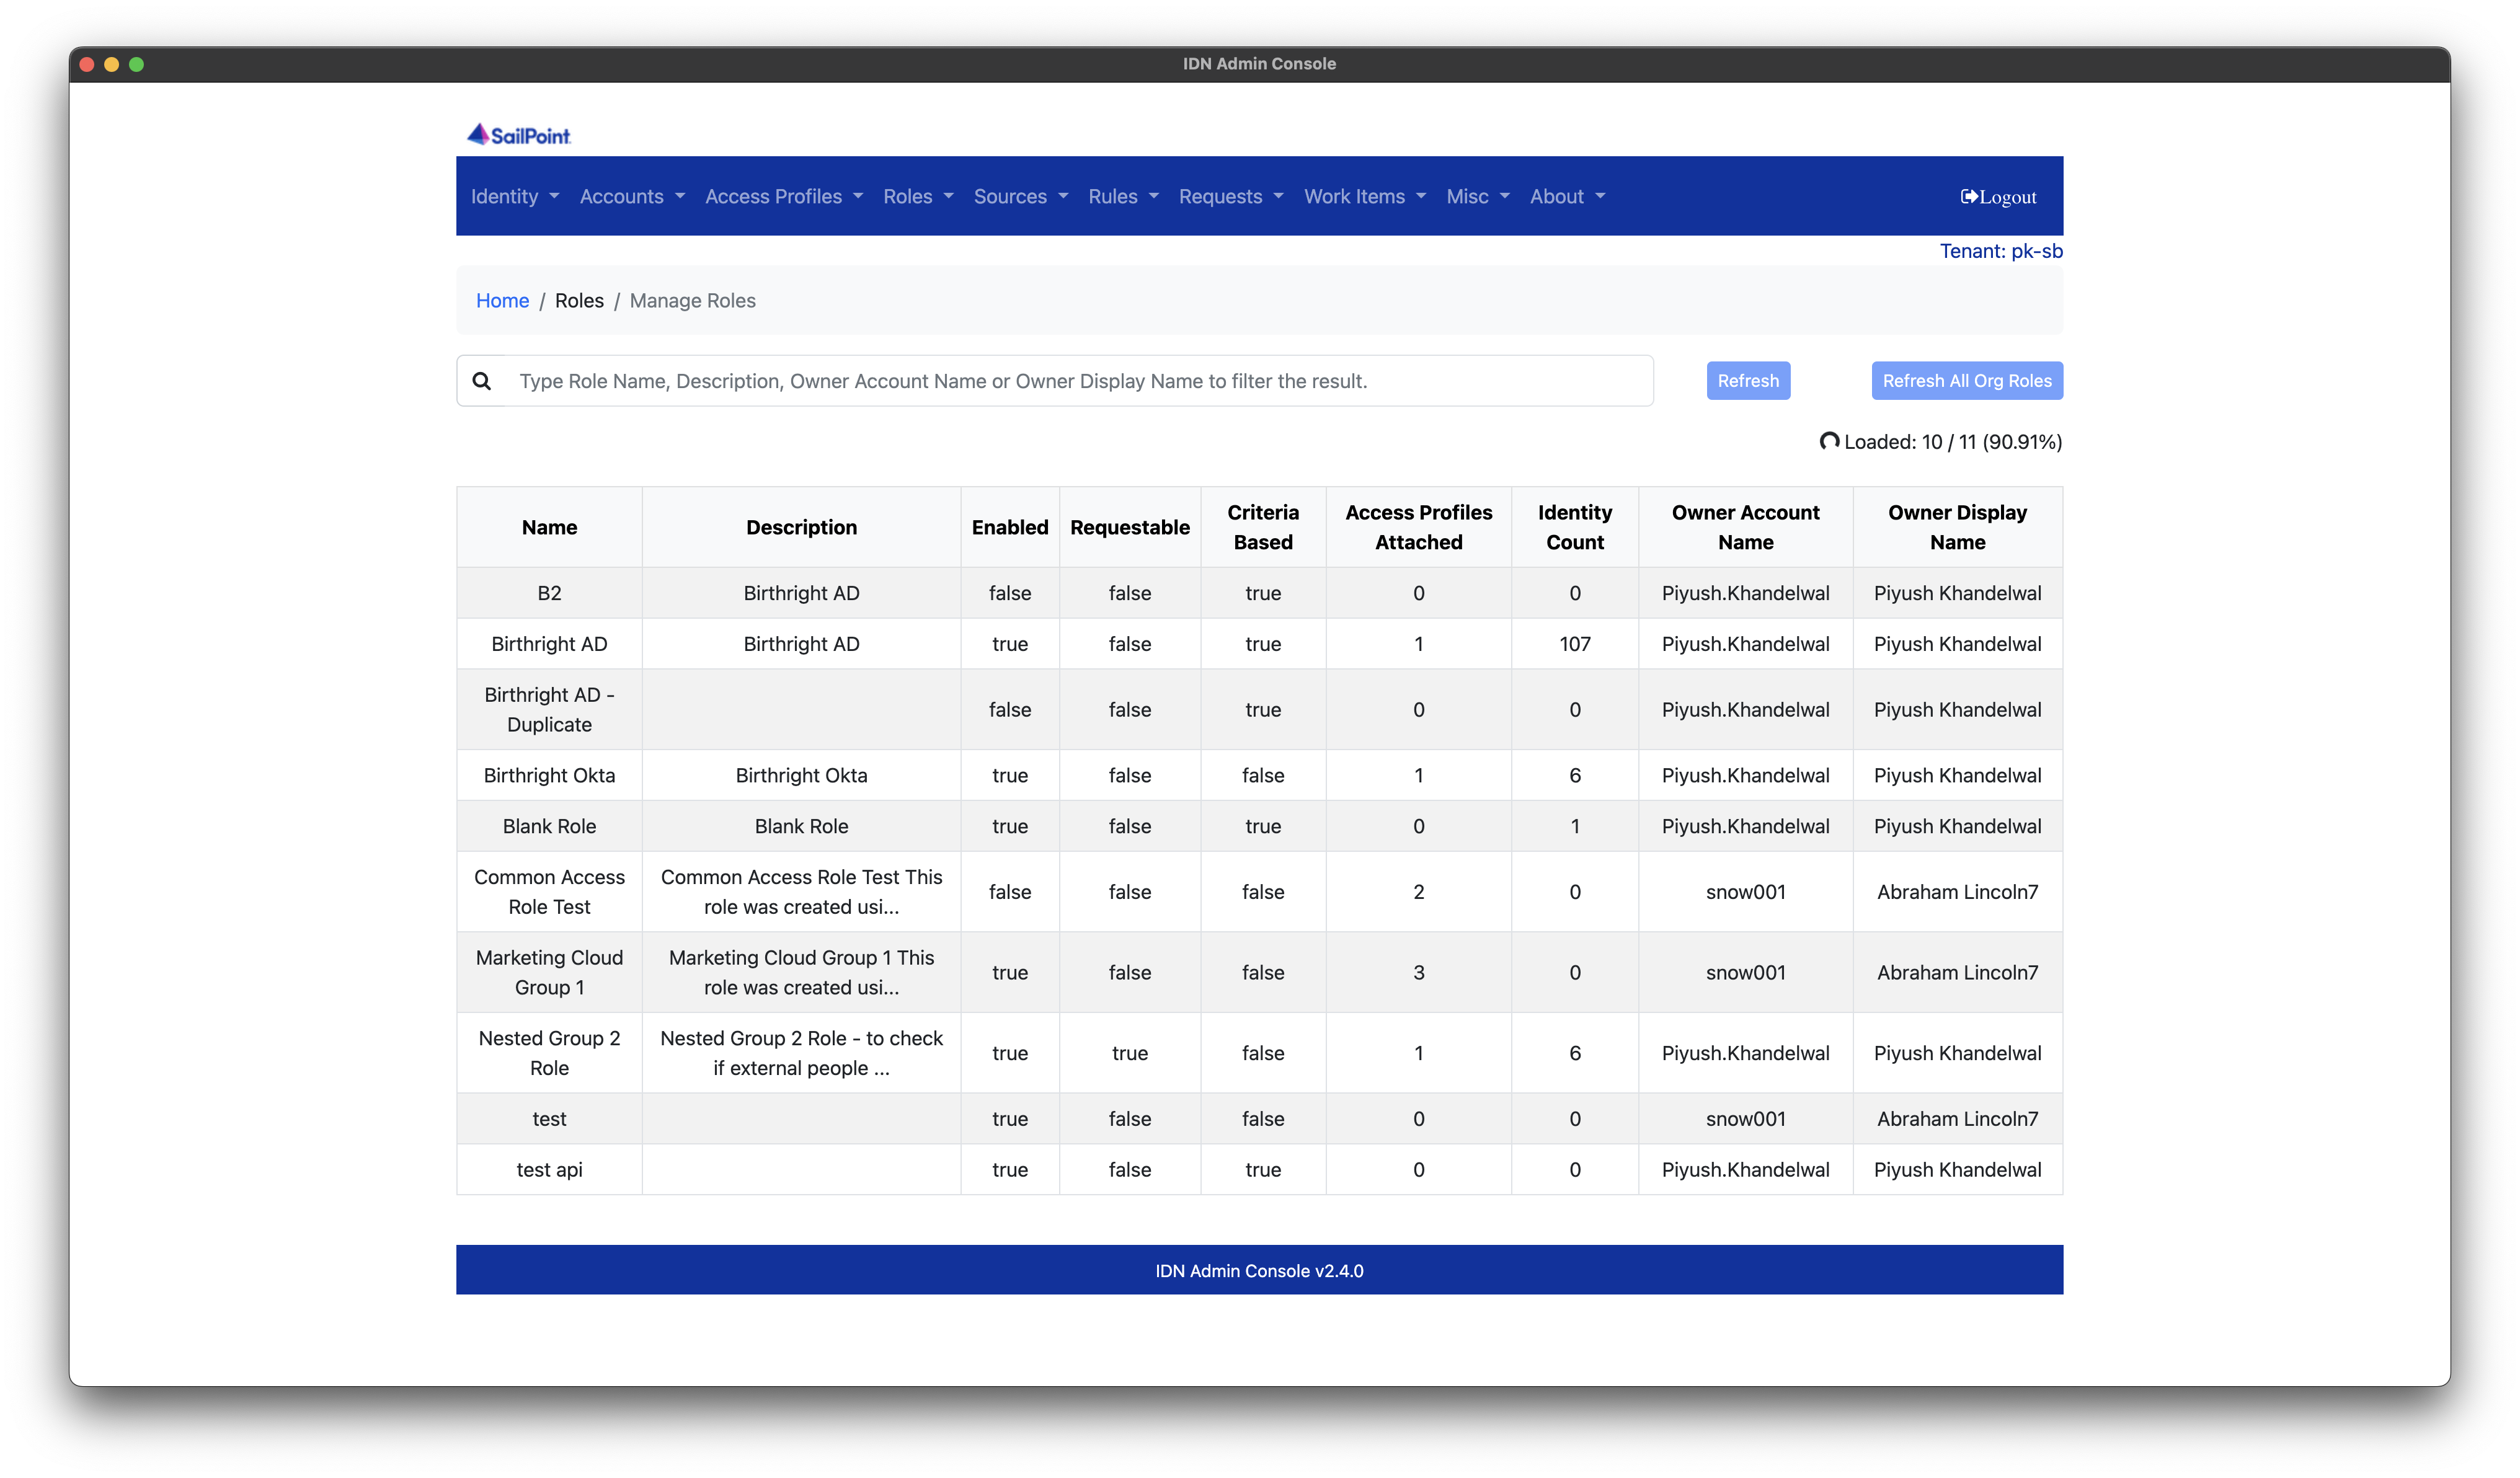 IDN Admin Console
SailPoint
Identity Accounts Access Profiles Roles Sources Rules Requests Work Items Misc About Logout
Tenant: pk-sb
Home / Roles / Manage Roles
Type Role Name, Description, Owner Account Name or Owner Display Name to filter the result. Refresh Refresh All Org Roles
Loaded: 10 / 11 (90.91%)
Name Description Enabled Requestable Criteria Based Access Profiles Attached Identity Count Owner Account Name Owner Display Name
B2 Birthright AD false false true 0 0 Piyush.Khandelwal Piyush Khandelwal
Birthright AD Birthright AD true false true 1 107 Piyush.Khandelwal Piyush Khandelwal
Birthright AD - Duplicate false false true 0 0 Piyush.Khandelwal Piyush Khandelwal
Birthright Okta Birthright Okta true false false 1 6 Piyush.Khandelwal Piyush Khandelwal
Blank Role Blank Role true false true 0 1 Piyush.Khandelwal Piyush Khandelwal
Common Access Role Test Common Access Role Test This role was created usi... false false false 2 0 snow001 Abraham Lincoln7
Marketing Cloud Group 1 Marketing Cloud Group 1 This role was created usi... true false false 3 0 snow001 Abraham Lincoln7
Nested Group 2 Role Nested Group 2 Role - to check if external people ... true true false 1 6 Piyush.Khandelwal Piyush Khandelwal
test true false false 0 0 snow001 Abraham Lincoln7
test api true false true 0 0 Piyush.Khandelwal Piyush Khandelwal
IDN Admin Console v2.4.0